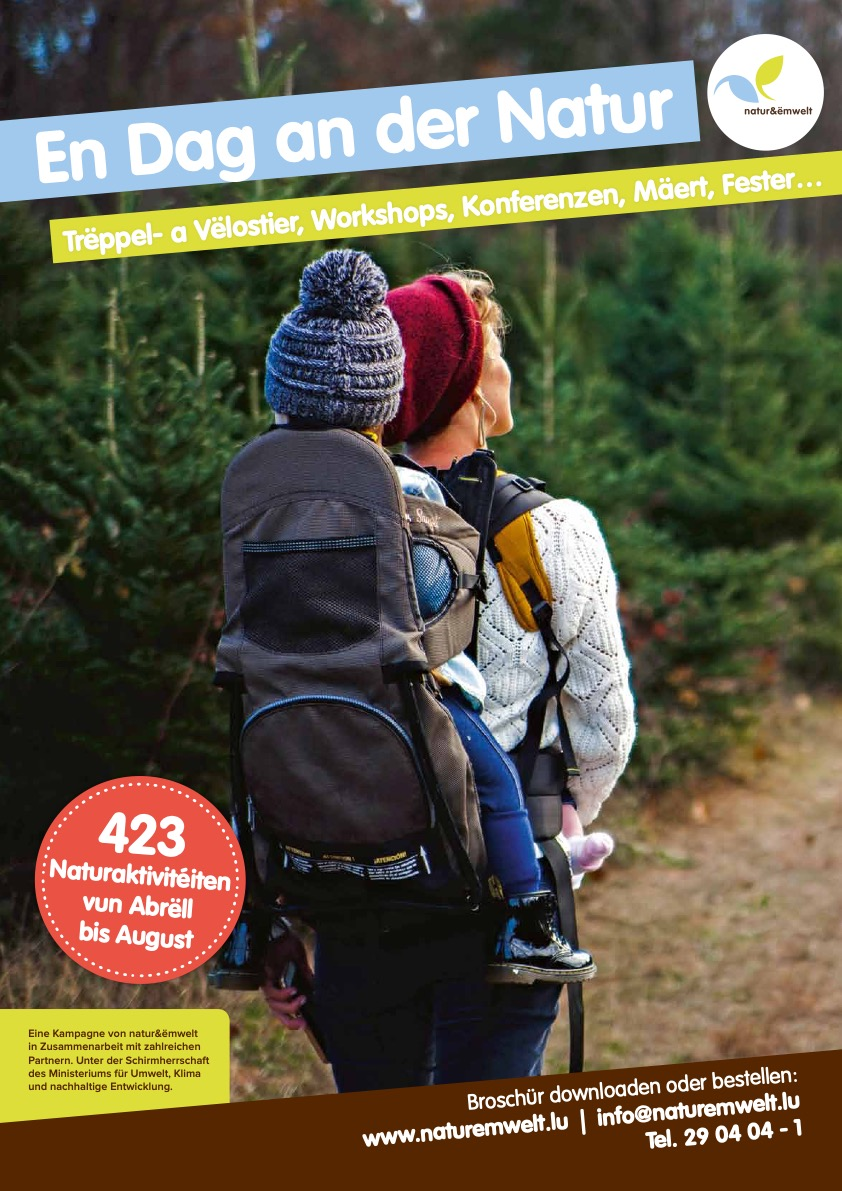 En Dag an der Natur
natur&ëmwelt
Trëppel- a Vëlostier, Workshops, Konferenzen, Mäert, Fester...
423
Naturaktivitéiten
vun Abrëll
bis August
Eine Kampagne von natur&ëmwelt
in Zusammenarbeit mit zahlreichen
Partnern. Unter der Schirmherrschaft
des Ministeriums für Umwelt, Klima
und nachhaltige Entwicklung.
Broschür downloaden oder bestellen:
www.naturemwelt.lu | info@naturemwelt.lu
Tel. 29 04 04 - 1